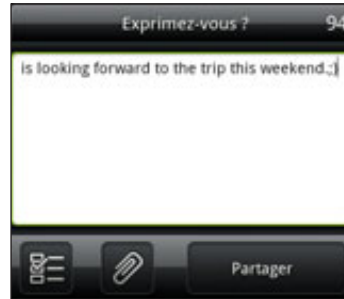 Exprimez-vous ? 94
is looking forward to the trip this weekend.;)
Partager